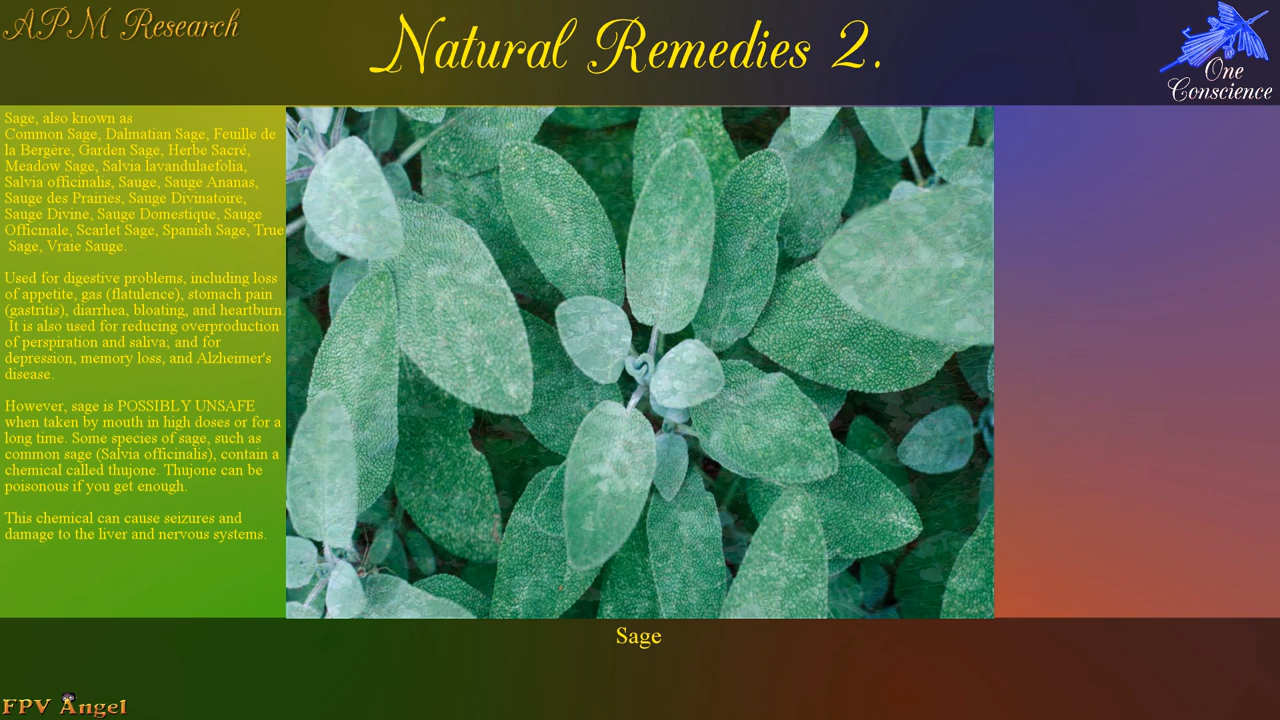 APM Research
Natural Remedies 2.
One
Conscience
Sage, also known as
Common Sage, Dalmatian Sage, Feuille de
la Bergère, Garden Sage, Herbe Sacré,
Meadow Sage, Salvia lavandulaefolia,
Salvia officinalis, Sauge, Sauge Ananas,
Sauge des Prairies, Sauge Divinatoire,
Sauge Divine, Sauge Domestique, Sauge
Officinale, Scarlet Sage, Spanish Sage, True
Sage, Vraie Sauge.
Used for digestive problems, including loss
of appetite, gas (flatulence), stomach pain
(gastritis), diarrhea, bloating, and heartburn.
It is also used for reducing overproduction
of perspiration and saliva; and for
depression, memory loss, and Alzheimer's
disease.
However, sage is POSSIBLY UNSAFE
when taken by mouth in high doses or for a
long time. Some species of sage, such as
common sage (Salvia officinalis), contain a
chemical called thujone. Thujone can be
poisonous if you get enough.
This chemical can cause seizures and
damage to the liver and nervous systems.
Sage
FPV Angel